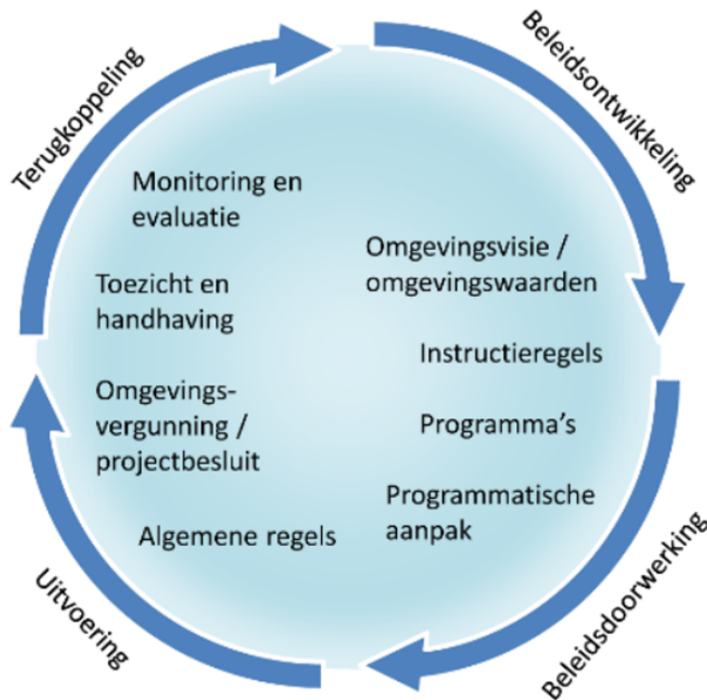 Terugkoppeling
Beleidsontwikkeling
Monitoring en
evaluatie
Omgevingsvisie /
omgevingswaarden
Toezicht en
handhaving
Instructieregels
Omgevings-
vergunning /
projectbesluit
Programma's
Programmatische
aanpak
Algemene regels
Uitvoering
Beleidsdoorwerking